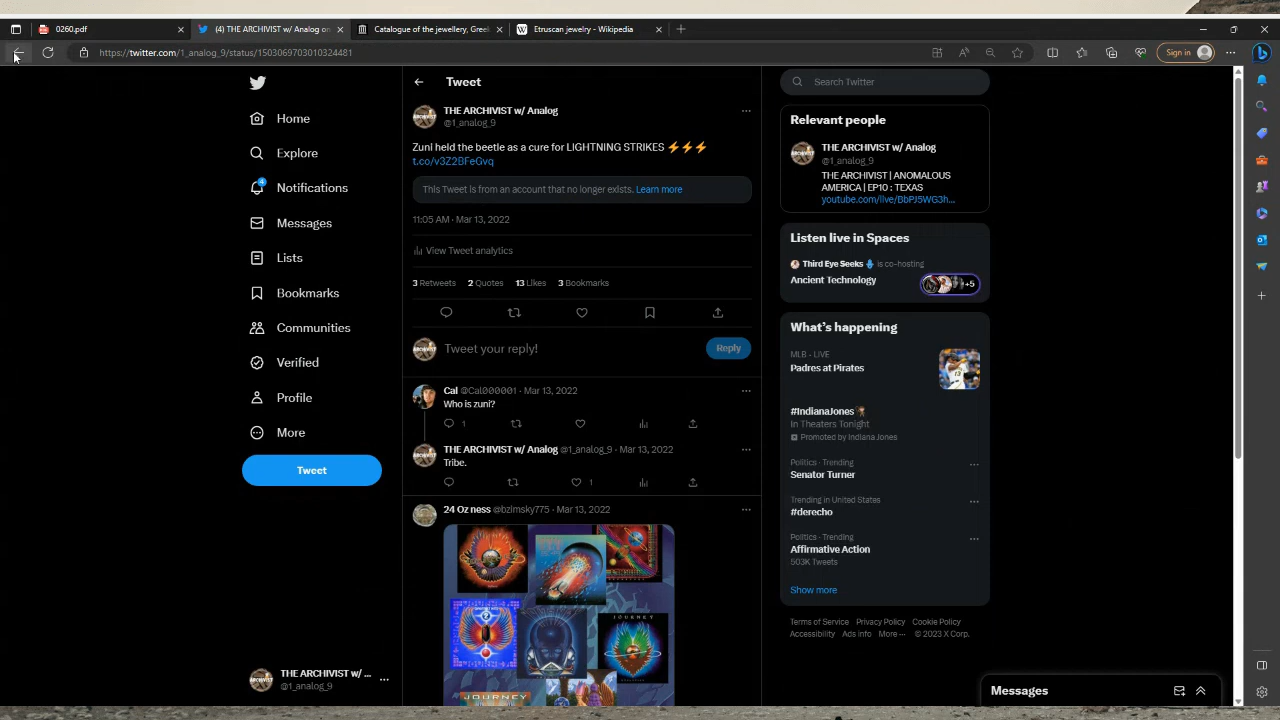 0260.pdf
(4) THE ARCHIVIST w/ Analog on
Catalogue of the jewellery, Greek
Etruscan jewelry - Wikipedia
https://twitter.com/1_analog_9/status/1503069703010324481
Sign in
Home
Explore
4
Notifications
Messages
Lists
Bookmarks
Communities
Verified
Profile
More
Tweet
THE ARCHIVIST w/ ...
@1_analog_9
Tweet
THE ARCHIVIST w/ Analog
@1_analog_9
Zuni held the beetle as a cure for LIGHTNING STRIKES ⚡⚡⚡
t.co/v3Z2BFeGvq
This Tweet is from an account that no longer exists. Learn more
11:05 AM · Mar 13, 2022
View Tweet analytics
3 Retweets 2 Quotes 13 Likes 3 Bookmarks
Tweet your reply!
Reply
Cal @Cal000001 · Mar 13, 2022
Who is zuni?
1
THE ARCHIVIST w/ Analog @1_analog_9 · Mar 13, 2022
Tribe.
1
24 Oz ness @bzimsky775 · Mar 13, 2022
JOURNEY
JOURNEY
Search Twitter
Relevant people
THE ARCHIVIST w/ Analog
@1_analog_9
THE ARCHIVIST | ANOMALOUS
AMERICA | EP10 : TEXAS
youtube.com/live/BbPJ5WG3h...
Listen live in Spaces
Third Eye Seeks is co-hosting
Ancient Technology
+5
What's happening
MLB · LIVE
Padres at Pirates
#IndianaJones
In Theaters Tonight
Promoted by Indiana Jones
Politics · Trending
Senator Turner
Trending in United States
#derecho
Politics · Trending
Affirmative Action
503K Tweets
Show more
Terms of Service Privacy Policy Cookie Policy
Accessibility Ads info More ··· © 2023 X Corp.
Messages